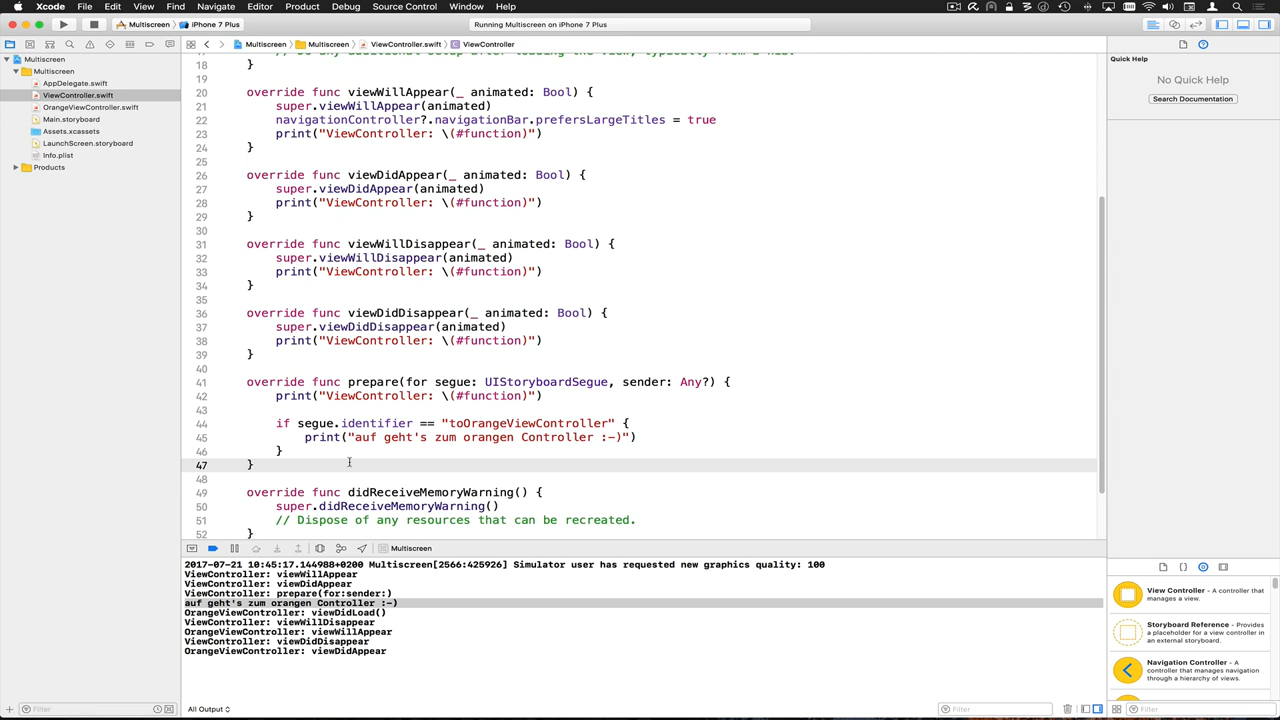 Xcode File Edit View Find Navigate Editor Product Debug Source Control Window Help
Multiscreen iPhone 7 Plus
Running Multiscreen on iPhone 7 Plus
Multiscreen Multiscreen ViewController.swift ViewController
Multiscreen
Multiscreen
AppDelegate.swift
ViewController.swift
OrangeViewController.swift
Main.storyboard
Assets.xcassets
LaunchScreen.storyboard
Info.plist
Products
Filter
18 }
19
20 override func viewWillAppear(_ animated: Bool) {
21 super.viewWillAppear(animated)
22 navigationController?.navigationBar.prefersLargeTitles = true
23 print("ViewController: \(#function)")
24 }
25
26 override func viewDidAppear(_ animated: Bool) {
27 super.viewDidAppear(animated)
28 print("ViewController: \(#function)")
29 }
30
31 override func viewWillDisappear(_ animated: Bool) {
32 super.viewWillDisappear(animated)
33 print("ViewController: \(#function)")
34 }
35
36 override func viewDidDisappear(_ animated: Bool) {
37 super.viewDidDisappear(animated)
38 print("ViewController: \(#function)")
39 }
40
41 override func prepare(for segue: UIStoryboardSegue, sender: Any?) {
42 print("ViewController: \(#function)")
43
44 if segue.identifier == "toOrangeViewController" {
45 print("auf geht's zum orangen Controller :-)")
46 }
47 }
48
49 override func didReceiveMemoryWarning() {
50 super.didReceiveMemoryWarning()
51 // Dispose of any resources that can be recreated.
52 }
Multiscreen
2017-07-21 10:45:17.144988+0200 Multiscreen[2566:425926] Simulator user has requested new graphics quality: 100
ViewController: viewWillAppear
ViewController: viewDidAppear
ViewController: prepare(for:sender:)
auf geht's zum orangen Controller :-)
OrangeViewController: viewDidLoad()
ViewController: viewWillDisappear
OrangeViewController: viewWillAppear
ViewController: viewDidDisappear
OrangeViewController: viewDidAppear
All Output
Filter
Quick Help
No Quick Help
Search Documentation
View Controller - A controller that
manages a view.
Storyboard Reference - Provides
a placeholder for a view controller in
an external storyboard.
Navigation Controller - A
controller that manages navigation
through a hierarchy of views.
Filter